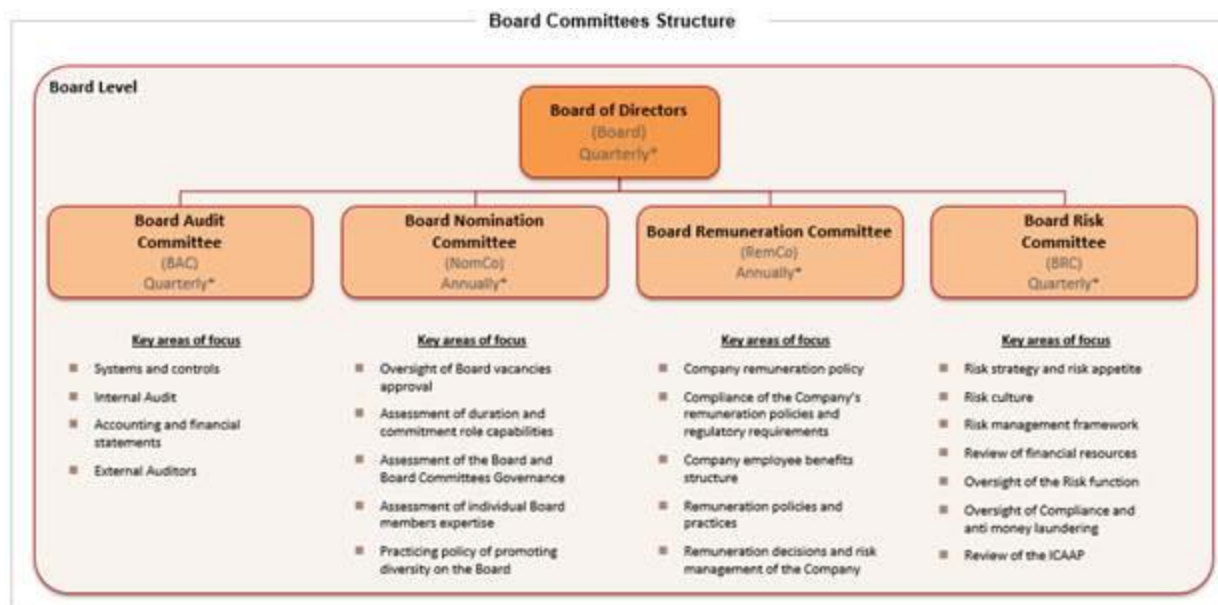 Board Committees Structure
Board Level
Board of Directors
(Board)
Quarterly*
Board Audit
Committee
(BAC)
Quarterly*
Board Nomination
Committee
(NomCo)
Annually*
Board Remuneration Committee
(RemCo)
Annually*
Board Risk
Committee
(BRC)
Quarterly*
Key areas of focus
Systems and controls
Internal Audit
Accounting and financial
statements
External Auditors
Key areas of focus
Oversight of Board vacancies
approval
Assessment of duration and
commitment role capabilities
Assessment of the Board and
Board Committees Governance
Assessment of individual Board
members expertise
Practicing policy of promoting
diversity on the Board
Key areas of focus
Company remuneration policy
Compliance of the Company's
remuneration policies and
regulatory requirements
Company employee benefits
structure
Remuneration policies and
practices
Remuneration decisions and risk
management of the Company
Key areas of focus
Risk strategy and risk appetite
Risk culture
Risk management framework
Review of financial resources
Oversight of the Risk function
Oversight of Compliance and
anti money laundering
Review of the ICAAP